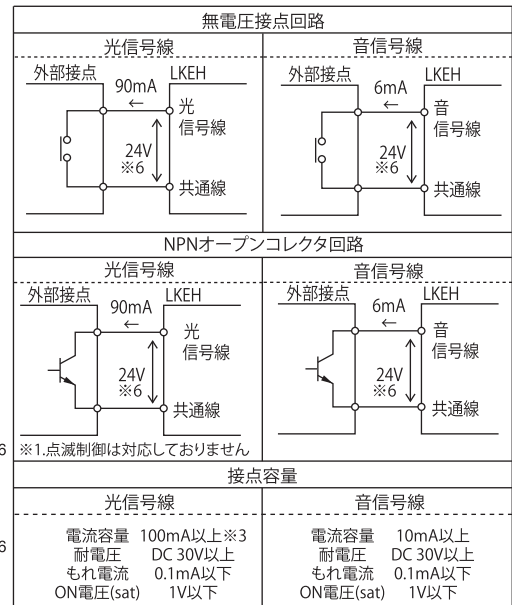 無電圧接点回路
光信号線
外部接点
LKEH
90mA
←
光
信号線
24V
※6
共通線
音信号線
外部接点
LKEH
6mA
←
音
信号線
24V
※6
共通線
NPNオープンコレクタ回路
光信号線
外部接点
LKEH
90mA
←
光
信号線
24V
※6
共通線
※1.点滅制御は対応しておりません
音信号線
外部接点
LKEH
6mA
←
音
信号線
24V
※6
共通線
6
接点容量
光信号線
電流容量 100mA以上※3
耐電圧 DC 30V以上
もれ電流 0.1mA以下
ON電圧(sat) 1V以下
音信号線
電流容量 10mA以上
耐電圧 DC 30V以上
もれ電流 0.1mA以下
ON電圧(sat) 1V以下
6